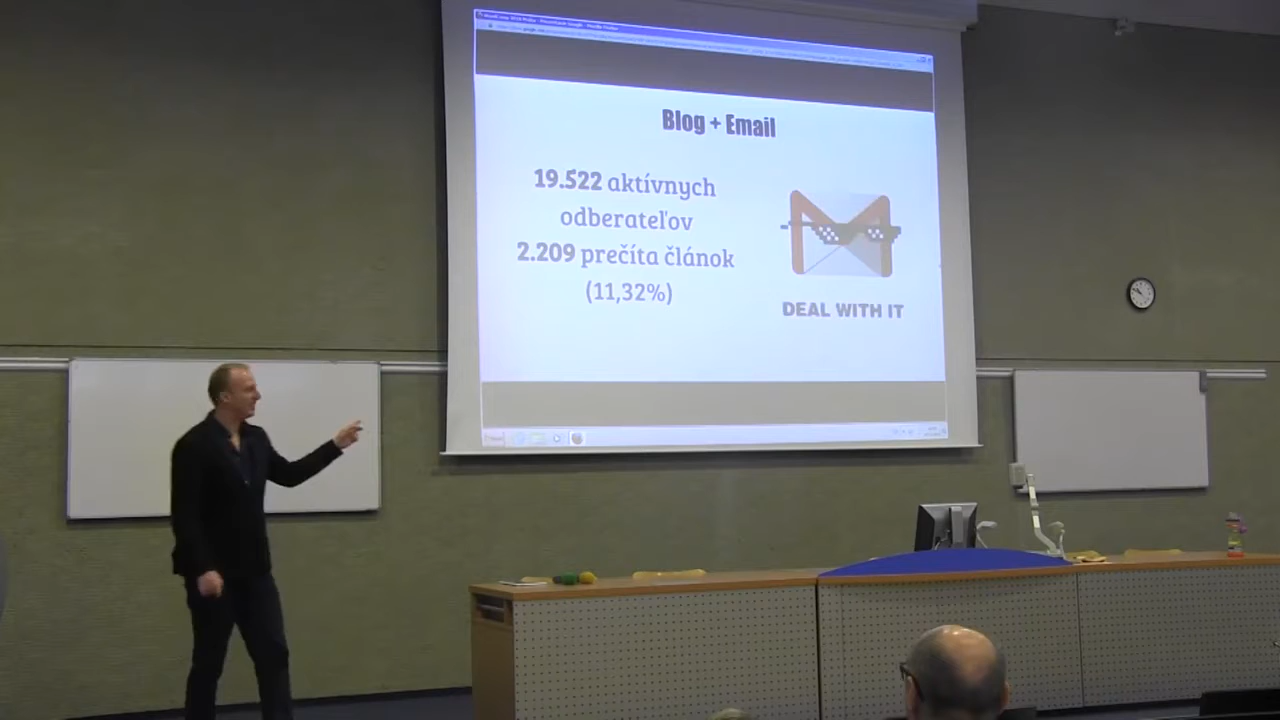 Blog + Email
19.522 aktívnych
odberateľov
2.209 prečíta článok
(11,32%)
DEAL WITH IT